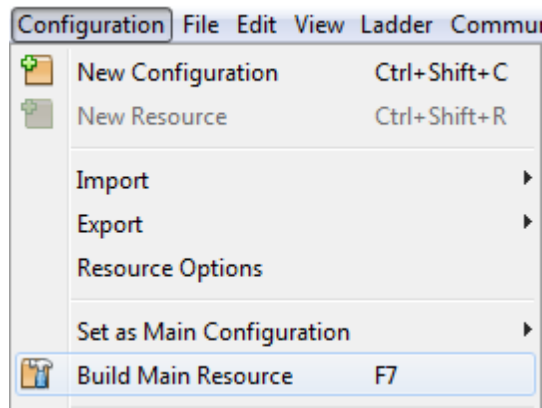 Configuration File Edit View Ladder
New Configuration Ctrl+Shift+C
New Resource Ctrl+Shift+R
Import
Export
Resource Options
Set as Main Configuration
Build Main Resource F7